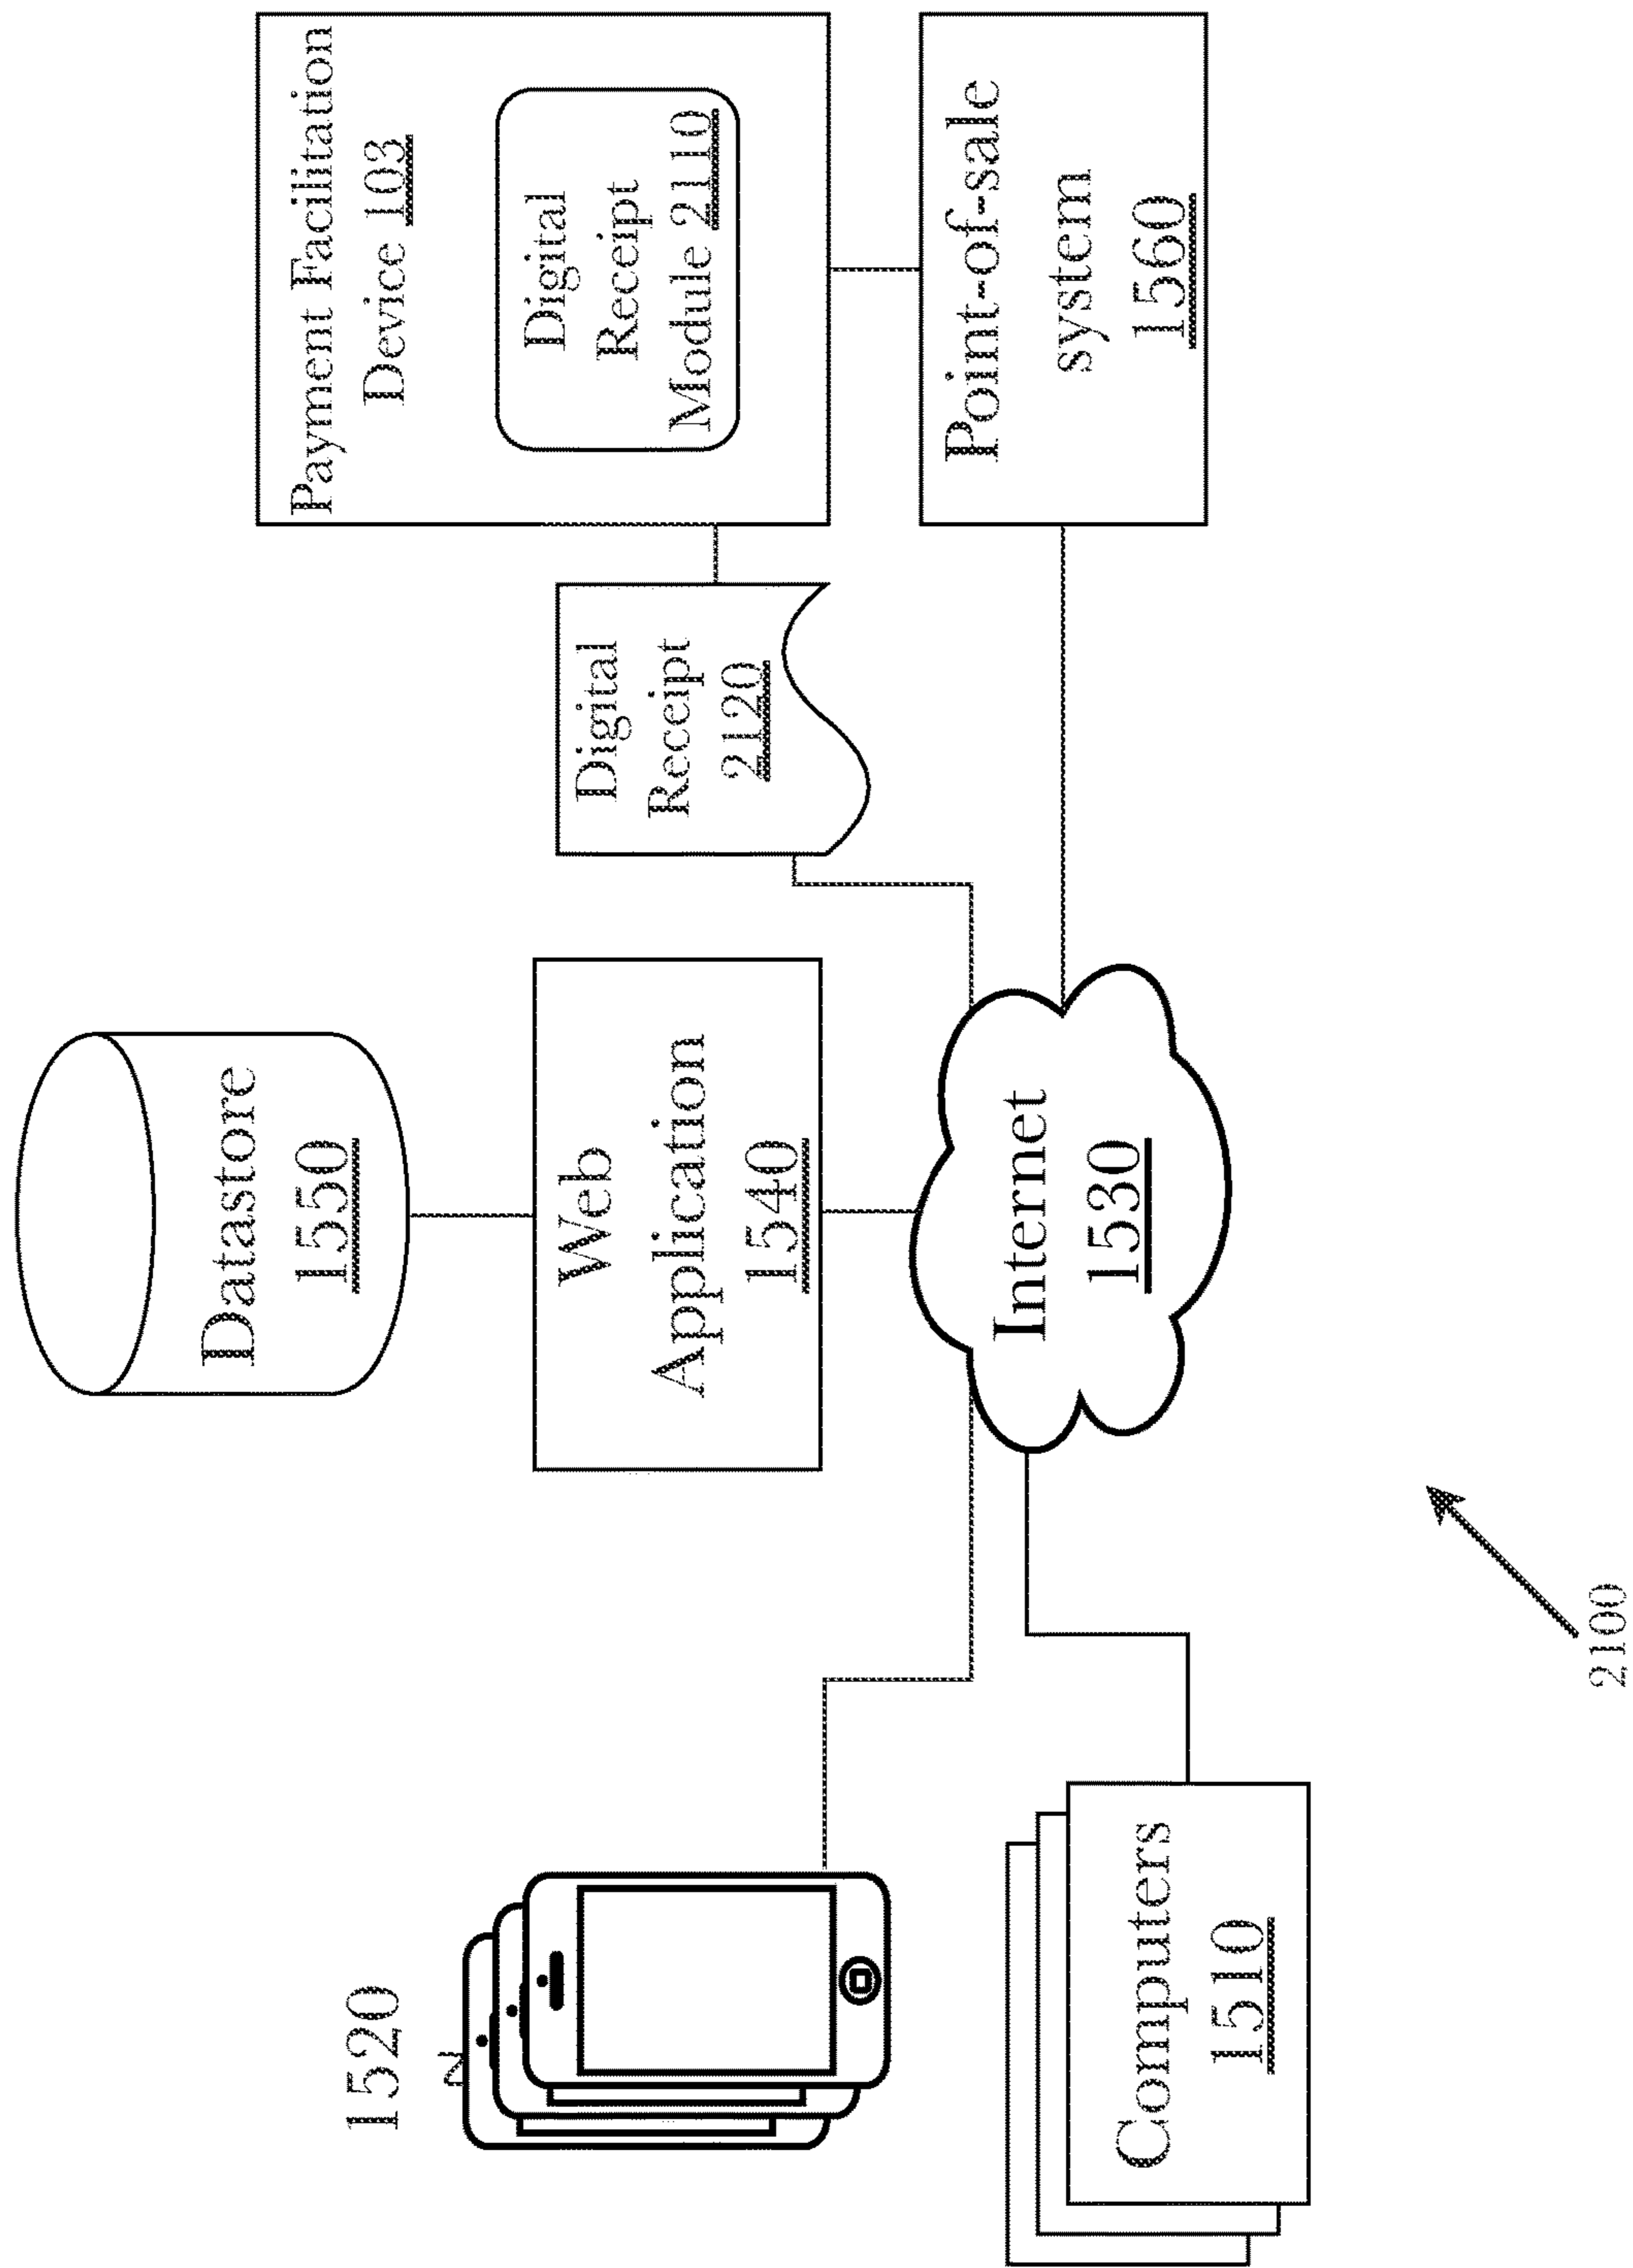 Datastore
1550
Payment Facilitation
Device 103
Digital
Receipt
Module 2110
Digital
Receipt
2120
Web
Application
1540
1520
Internet
1530
Point-of-sale
system
1560
Computers
1510
2100